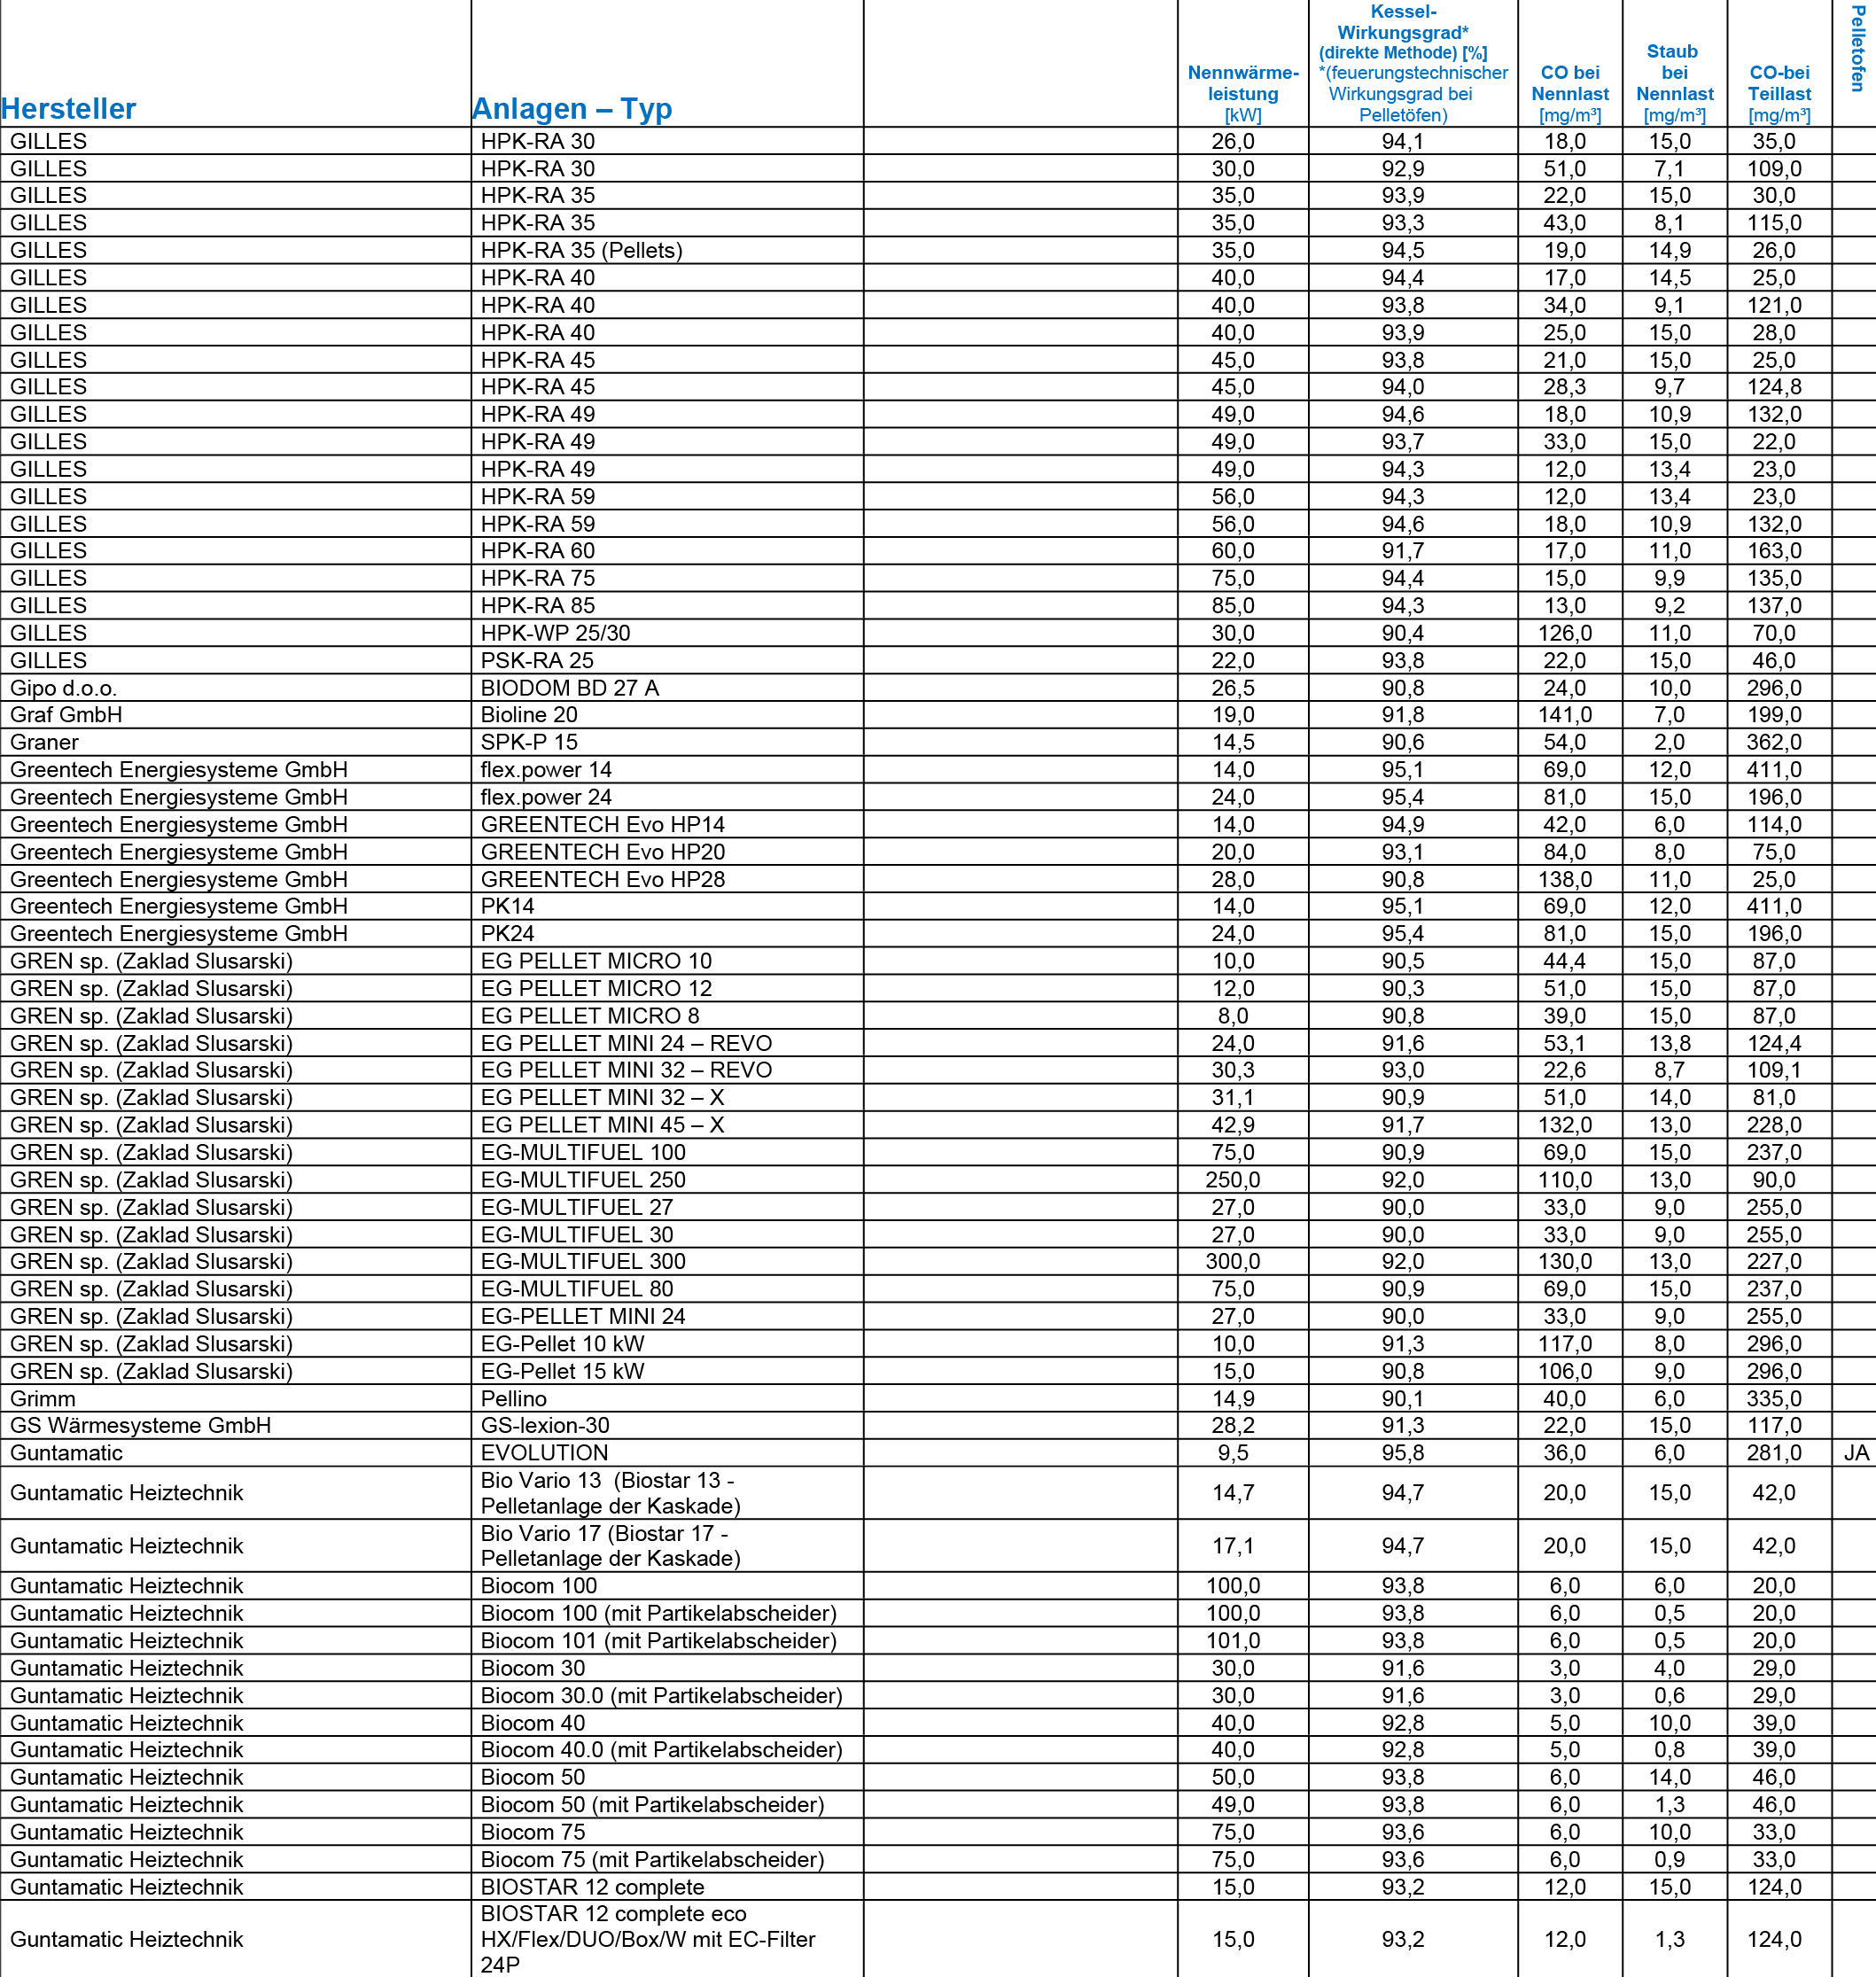 Hersteller Anlagen – Typ Nennwärme-leistung [kW] Kessel-Wirkungsgrad* (direkte Methode) [%] *(feuerungstechnischer Wirkungsgrad bei Pelletöfen) CO bei Nennlast [mg/m³] Staub bei Nennlast [mg/m³] CO-bei Teillast [mg/m³] Pelletofen
GILLES HPK-RA 30 26,0 94,1 18,0 15,0 35,0
GILLES HPK-RA 30 30,0 92,9 51,0 7,1 109,0
GILLES HPK-RA 35 35,0 93,9 22,0 15,0 30,0
GILLES HPK-RA 35 35,0 93,3 43,0 8,1 115,0
GILLES HPK-RA 35 (Pellets) 35,0 94,5 19,0 14,9 26,0
GILLES HPK-RA 40 40,0 94,4 17,0 14,5 25,0
GILLES HPK-RA 40 40,0 93,8 34,0 9,1 121,0
GILLES HPK-RA 40 40,0 93,9 25,0 15,0 28,0
GILLES HPK-RA 45 45,0 93,8 21,0 15,0 25,0
GILLES HPK-RA 45 45,0 94,0 28,3 9,7 124,8
GILLES HPK-RA 49 49,0 94,6 18,0 10,9 132,0
GILLES HPK-RA 49 49,0 93,7 33,0 15,0 22,0
GILLES HPK-RA 49 49,0 94,3 12,0 13,4 23,0
GILLES HPK-RA 59 56,0 94,3 12,0 13,4 23,0
GILLES HPK-RA 59 56,0 94,6 18,0 10,9 132,0
GILLES HPK-RA 60 60,0 91,7 17,0 11,0 163,0
GILLES HPK-RA 75 75,0 94,4 15,0 9,9 135,0
GILLES HPK-RA 85 85,0 94,3 13,0 9,2 137,0
GILLES HPK-WP 25/30 30,0 90,4 126,0 11,0 70,0
GILLES PSK-RA 25 22,0 93,8 22,0 15,0 46,0
Gipo d.o.o. BIODOM BD 27 A 26,5 90,8 24,0 10,0 296,0
Graf GmbH Bioline 20 19,0 91,8 141,0 7,0 199,0
Graner SPK-P 15 14,5 90,6 54,0 2,0 362,0
Greentech Energiesysteme GmbH flex.power 14 14,0 95,1 69,0 12,0 411,0
Greentech Energiesysteme GmbH flex.power 24 24,0 95,4 81,0 15,0 196,0
Greentech Energiesysteme GmbH GREENTECH Evo HP14 14,0 94,9 42,0 6,0 114,0
Greentech Energiesysteme GmbH GREENTECH Evo HP20 20,0 93,1 84,0 8,0 75,0
Greentech Energiesysteme GmbH GREENTECH Evo HP28 28,0 90,8 138,0 11,0 25,0
Greentech Energiesysteme GmbH PK14 14,0 95,1 69,0 12,0 411,0
Greentech Energiesysteme GmbH PK24 24,0 95,4 81,0 15,0 196,0
GREN sp. (Zaklad Slusarski) EG PELLET MICRO 10 10,0 90,5 44,4 15,0 87,0
GREN sp. (Zaklad Slusarski) EG PELLET MICRO 12 12,0 90,3 51,0 15,0 87,0
GREN sp. (Zaklad Slusarski) EG PELLET MICRO 8 8,0 90,8 39,0 15,0 87,0
GREN sp. (Zaklad Slusarski) EG PELLET MINI 24 – REVO 24,0 91,6 53,1 13,8 124,4
GREN sp. (Zaklad Slusarski) EG PELLET MINI 32 – REVO 30,3 93,0 22,6 8,7 109,1
GREN sp. (Zaklad Slusarski) EG PELLET MINI 32 – X 31,1 90,9 51,0 14,0 81,0
GREN sp. (Zaklad Slusarski) EG PELLET MINI 45 – X 42,9 91,7 132,0 13,0 228,0
GREN sp. (Zaklad Slusarski) EG-MULTIFUEL 100 75,0 90,9 69,0 15,0 237,0
GREN sp. (Zaklad Slusarski) EG-MULTIFUEL 250 250,0 92,0 110,0 13,0 90,0
GREN sp. (Zaklad Slusarski) EG-MULTIFUEL 27 27,0 90,0 33,0 9,0 255,0
GREN sp. (Zaklad Slusarski) EG-MULTIFUEL 30 27,0 90,0 33,0 9,0 255,0
GREN sp. (Zaklad Slusarski) EG-MULTIFUEL 300 300,0 92,0 130,0 13,0 227,0
GREN sp. (Zaklad Slusarski) EG-MULTIFUEL 80 75,0 90,9 69,0 15,0 237,0
GREN sp. (Zaklad Slusarski) EG-PELLET MINI 24 27,0 90,0 33,0 9,0 255,0
GREN sp. (Zaklad Slusarski) EG-Pellet 10 kW 10,0 91,3 117,0 8,0 296,0
GREN sp. (Zaklad Slusarski) EG-Pellet 15 kW 15,0 90,8 106,0 9,0 296,0
Grimm Pellino 14,9 90,1 40,0 6,0 335,0
GS Wärmesysteme GmbH GS-lexion-30 28,2 91,3 22,0 15,0 117,0
Guntamatic EVOLUTION 9,5 95,8 36,0 6,0 281,0 JA
Guntamatic Heiztechnik Bio Vario 13 (Biostar 13 - Pelletanlage der Kaskade) 14,7 94,7 20,0 15,0 42,0
Guntamatic Heiztechnik Bio Vario 17 (Biostar 17 - Pelletanlage der Kaskade) 17,1 94,7 20,0 15,0 42,0
Guntamatic Heiztechnik Biocom 100 100,0 93,8 6,0 6,0 20,0
Guntamatic Heiztechnik Biocom 100 (mit Partikelabscheider) 100,0 93,8 6,0 0,5 20,0
Guntamatic Heiztechnik Biocom 101 (mit Partikelabscheider) 101,0 93,8 6,0 0,5 20,0
Guntamatic Heiztechnik Biocom 30 30,0 91,6 3,0 4,0 29,0
Guntamatic Heiztechnik Biocom 30.0 (mit Partikelabscheider) 30,0 91,6 3,0 0,6 29,0
Guntamatic Heiztechnik Biocom 40 40,0 92,8 5,0 10,0 39,0
Guntamatic Heiztechnik Biocom 40.0 (mit Partikelabscheider) 40,0 92,8 5,0 0,8 39,0
Guntamatic Heiztechnik Biocom 50 50,0 93,8 6,0 14,0 46,0
Guntamatic Heiztechnik Biocom 50 (mit Partikelabscheider) 49,0 93,8 6,0 1,3 46,0
Guntamatic Heiztechnik Biocom 75 75,0 93,6 6,0 10,0 33,0
Guntamatic Heiztechnik Biocom 75 (mit Partikelabscheider) 75,0 93,6 6,0 0,9 33,0
Guntamatic Heiztechnik BIOSTAR 12 complete 15,0 93,2 12,0 15,0 124,0
Guntamatic Heiztechnik BIOSTAR 12 complete eco HX/Flex/DUO/Box/W mit EC-Filter 24P 15,0 93,2 12,0 1,3 124,0